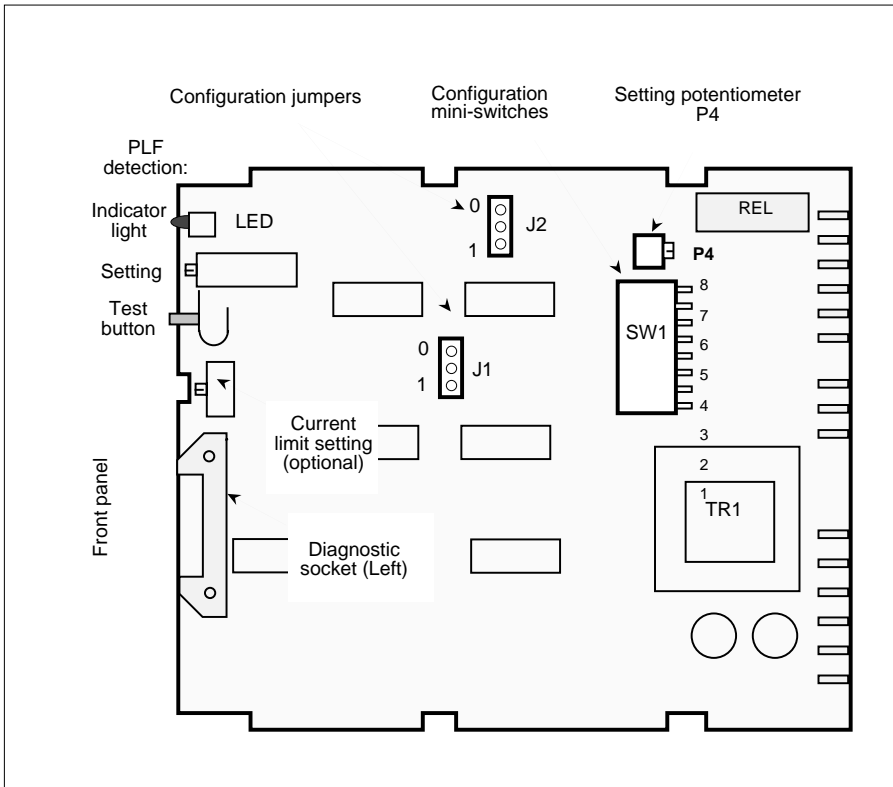 Configuration jumpers
Configuration
mini-switches
Setting potentiometer
P4
PLF
detection:
Indicator
light
LED
Setting
Test
button
0
1
J2
REL
P4
8
7
6
5
4
3
2
1
SW1
0
1
J1
Current
limit setting
(optional)
Front panel
Diagnostic
socket (Left)
TR1